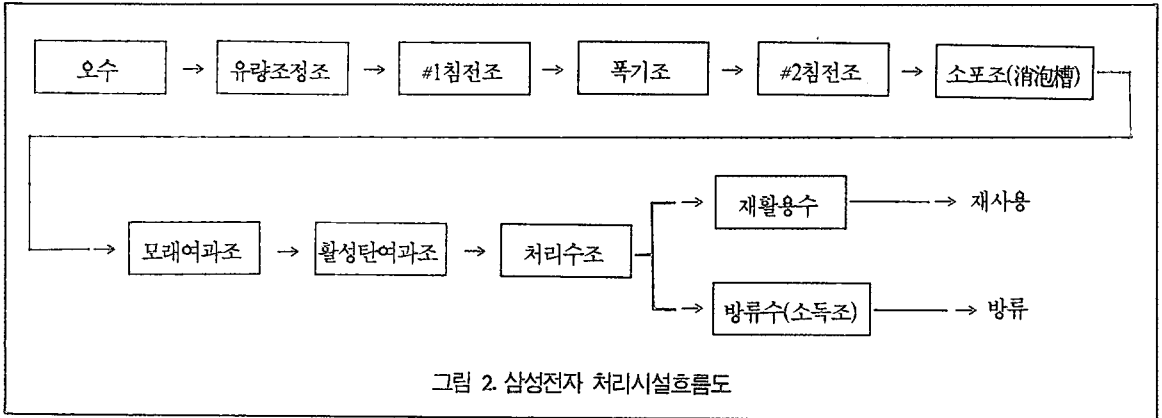 오수 → 유량조정조 → #1침전조 → 폭기조 → #2침전조 → 소포조(消泡槽)
→ 모래여과조 → 활성탄여과조 → 처리수조 → 재활용수 → 재사용
→ 방류수(소독조) → 방류
그림 2. 삼성전자 처리시설흐름도